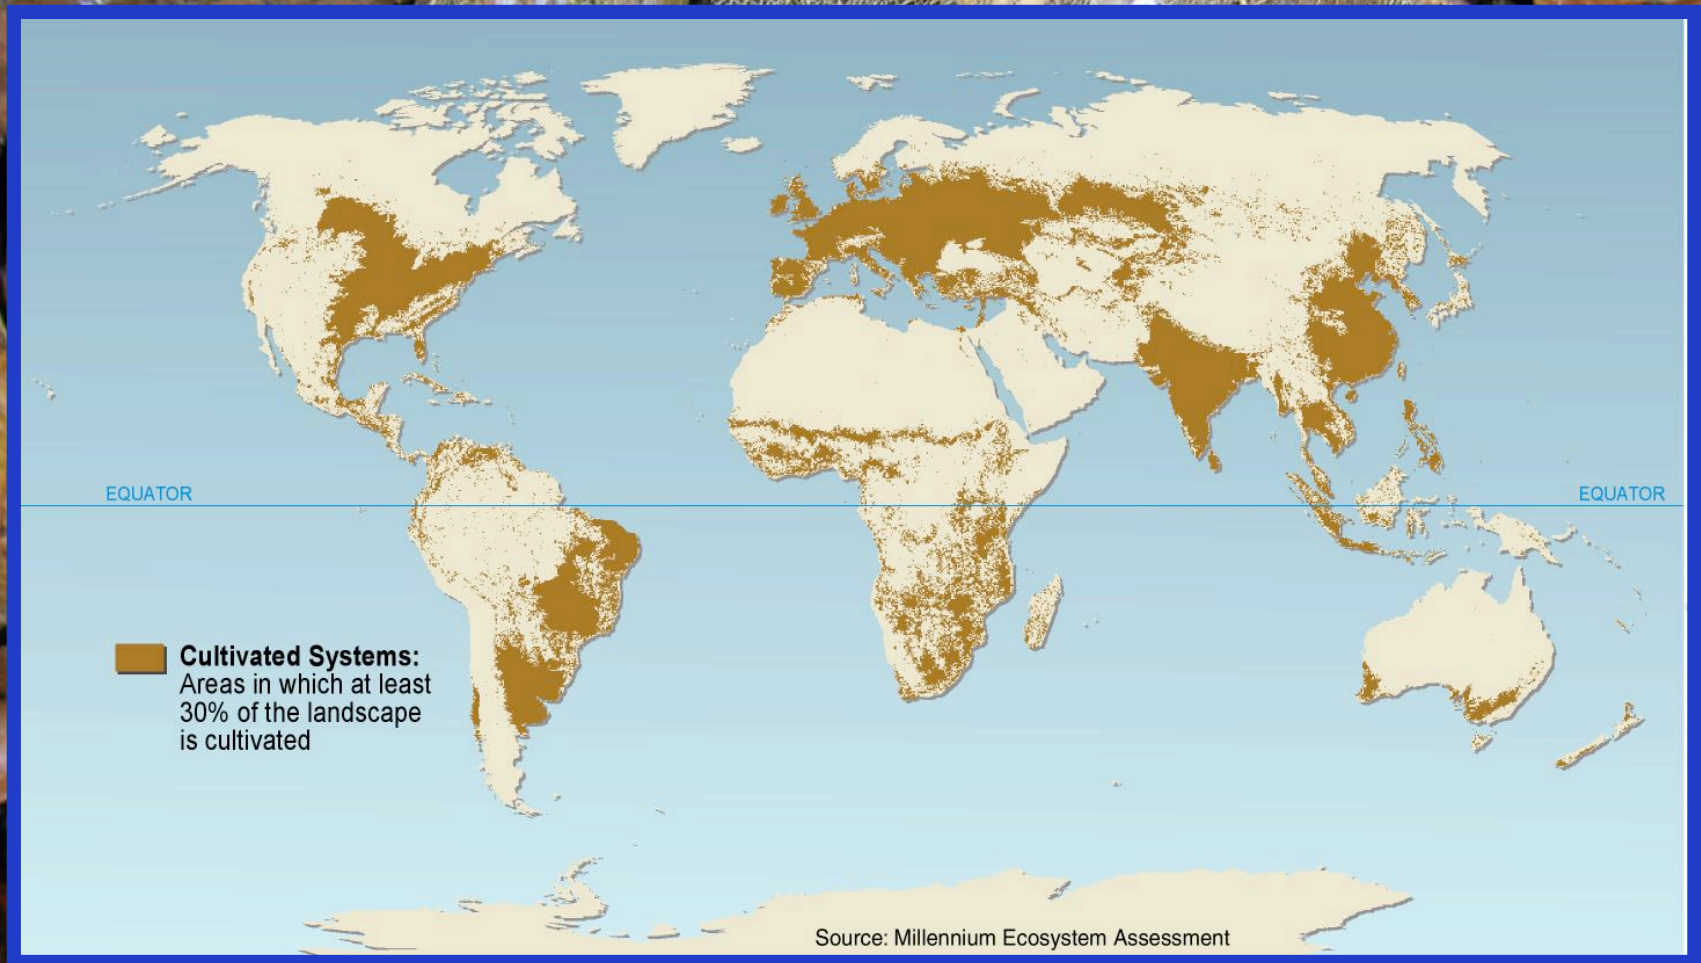 EQUATOR
EQUATOR
Cultivated Systems:
Areas in which at least
30% of the landscape
is cultivated
Source: Millennium Ecosystem Assessment